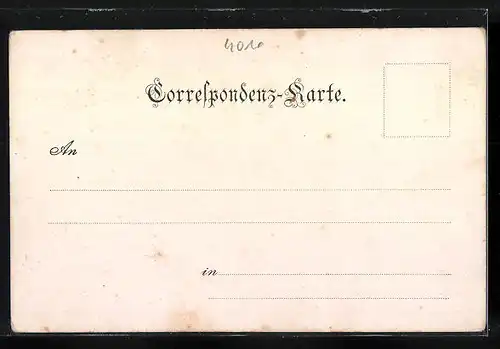 4010
Correſpondenz-Karte.
An
in